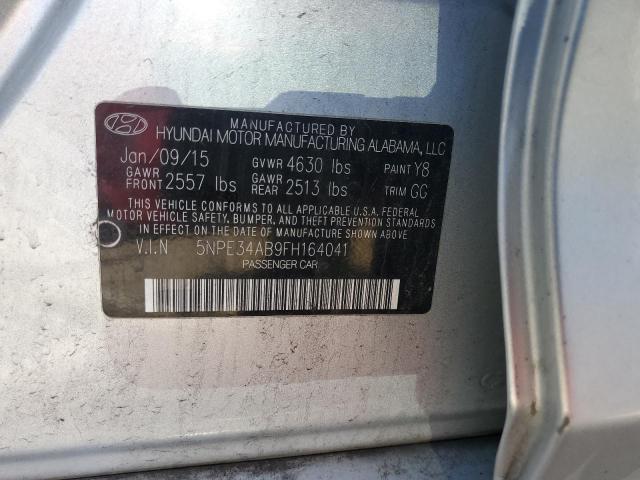 MANUFACTURED BY
HYUNDAI MOTOR MANUFACTURING ALABAMA, LLC
Jan/09/15 GVWR 4630 lbs PAINT Y8
GAWR FRONT 2557 lbs GAWR REAR 2513 lbs TRIM GG
THIS VEHICLE CONFORMS TO ALL APPLICABLE U.S.A. FEDERAL
MOTOR VEHICLE SAFETY, BUMPER, AND THEFT PREVENTION STANDARDS
IN EFFECT ON THE DATE OF MANUFACTURE SHOWN ABOVE.
V.I.N 5NPE34AB9FH164041
PASSENGER CAR